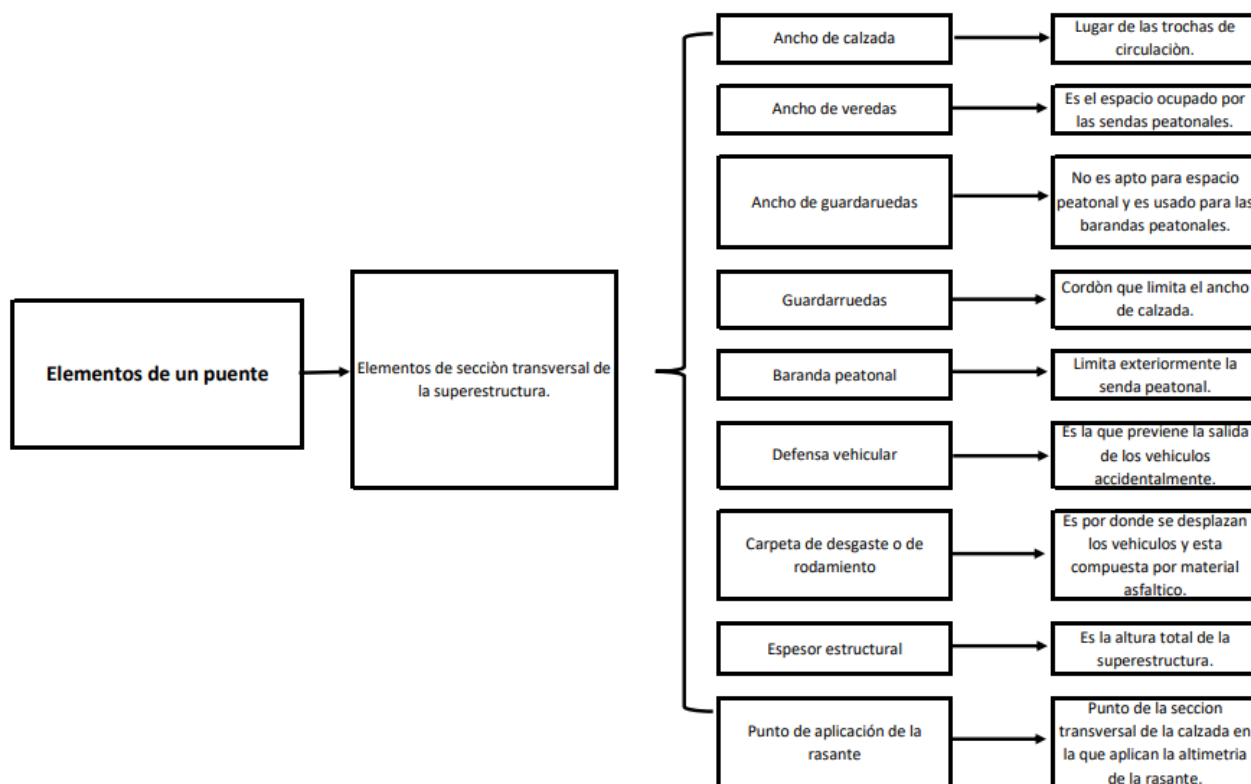 Elementos de un puente
Elementos de secciòn transversal de
la superestructura.
Ancho de calzada
Lugar de las trochas de
circulaciòn.
Ancho de veredas
Es el espacio ocupado por
las sendas peatonales.
Ancho de guardaruedas
No es apto para espacio
peatonal y es usado para las
barandas peatonales.
Guardarruedas
Cordòn que limita el ancho
de calzada.
Baranda peatonal
Limita exteriormente la
senda peatonal.
Defensa vehicular
Es la que previene la salida
de los vehiculos
accidentalmente.
Carpeta de desgaste o de
rodamiento
Es por donde se desplazan
los vehiculos y esta
compuesta por material
asfaltico.
Espesor estructural
Es la altura total de la
superestructura.
Punto de aplicación de la
rasante
Punto de la seccion
transversal de la calzada en
la que aplican la altimetria
de la rasante.